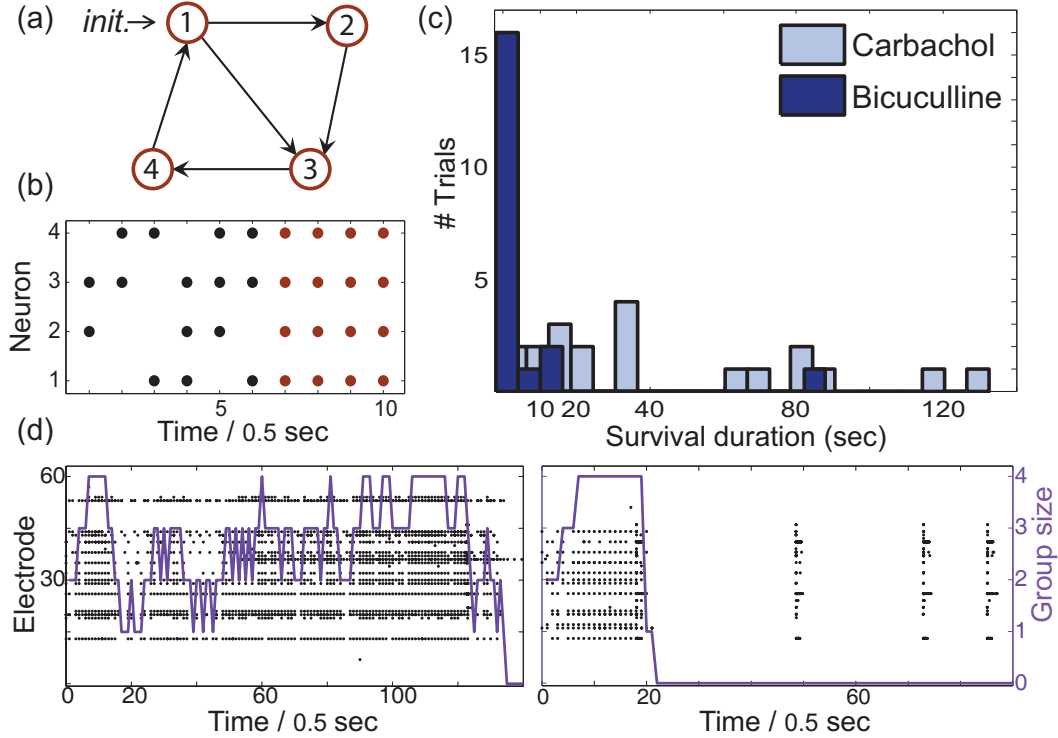 (a)
init.
1
2
3
4
(b)
Neuron
4
3
2
1
5
10
Time / 0.5 sec
(c)
# Trials
15
10
5
Carbachol
Bicuculline
10 20 40 80 120
Survival duration (sec)
(d)
Electrode
60
30
0 20 60 100
Time / 0.5 sec
0 20 60
Time / 0.5 sec
4
3
2
1
0
Group size